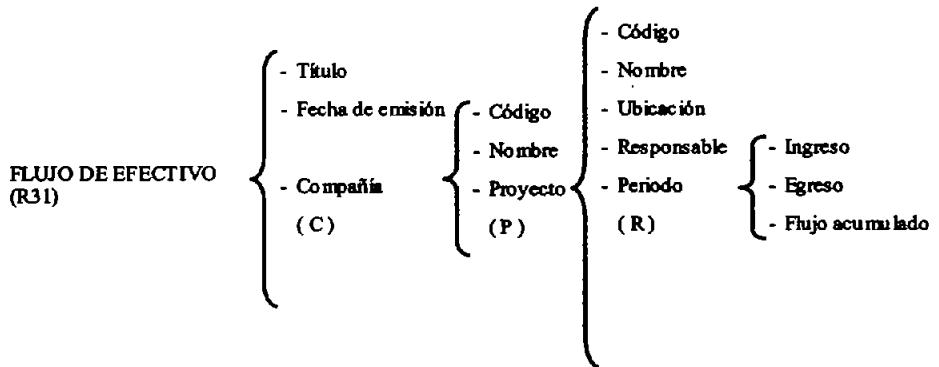 FLUJO DE EFECTIVO
(R31)
- Título
- Fecha de emisión
- Compañía
( C )
- Código
- Nombre
- Proyecto
( P )
- Código
- Nombre
- Ubicación
- Responsable
- Periodo
( R )
- Ingreso
- Egreso
- Flujo acumulado